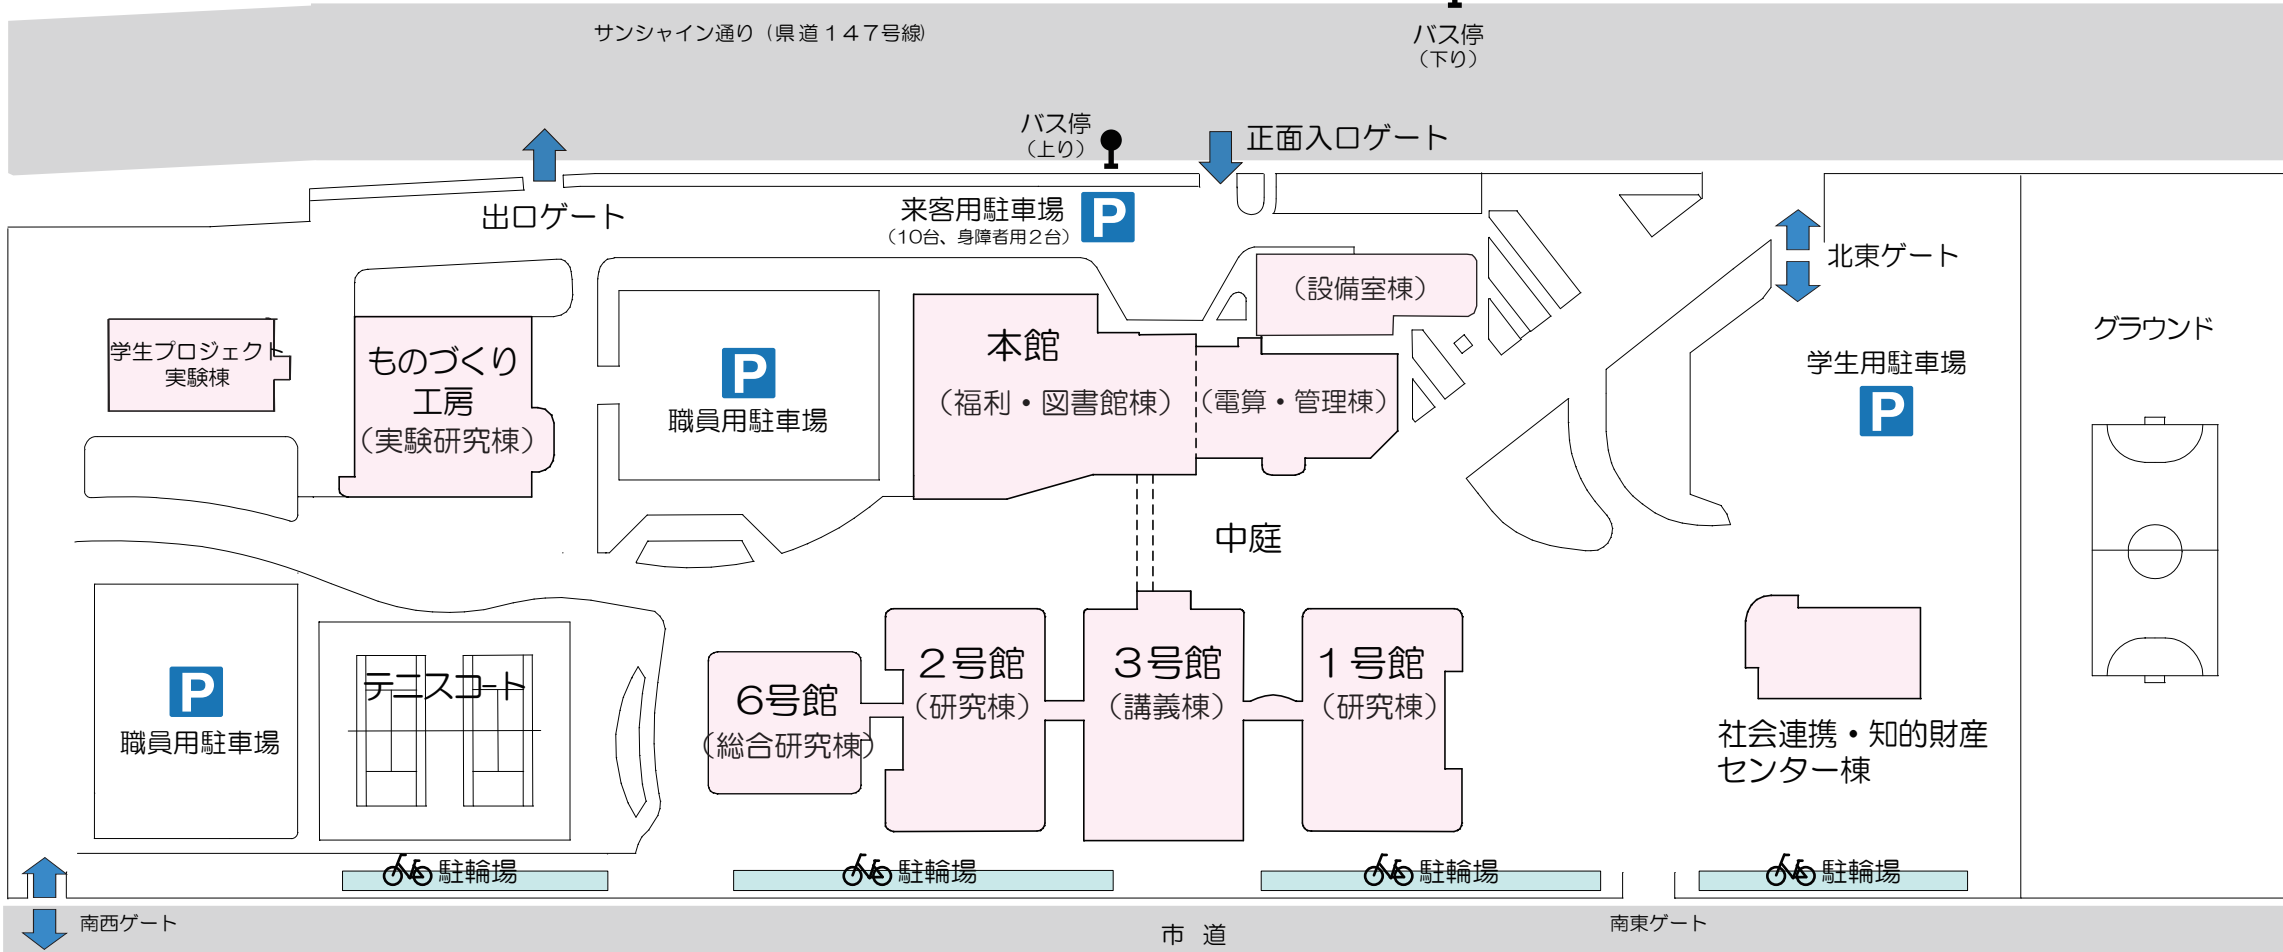 サンシャイン通り（県道１４７号線）
バス停
（下り）
バス停
（上り）
正面入口ゲート
出口ゲート
来客用駐車場
（10台、身障者用２台）
P
北東ゲート
（設備室棟）
グラウンド
学生プロジェクト
実験棟
ものづくり
工房
（実験研究棟）
P
職員用駐車場
本館
（福利・図書館棟）
（電算・管理棟）
学生用駐車場
P
中庭
テニスコート
P
職員用駐車場
６号館
（総合研究棟）
２号館
（研究棟）
３号館
（講義棟）
１号館
（研究棟）
社会連携・知的財産
センター棟
駐輪場
駐輪場
駐輪場
駐輪場
南西ゲート
市道
南東ゲート